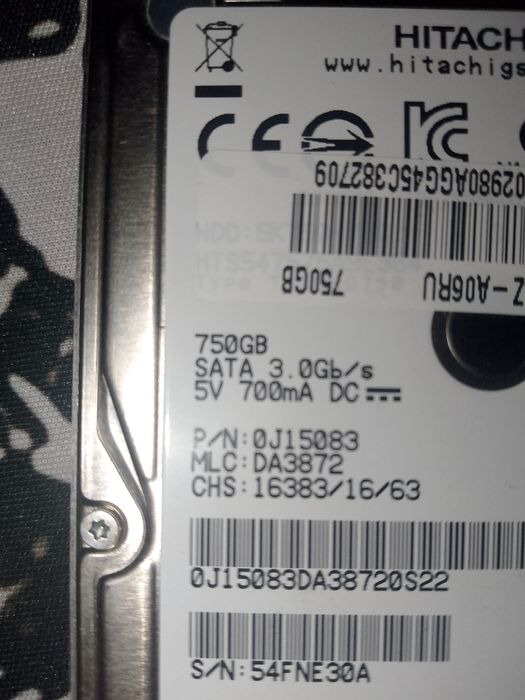 HITACH
www.hitachigs
02980AGG45C382709
Z-A06RU 750GB
750GB
SATA 3.0Gb/s
5V 700mA DC
P/N:0J15083
MLC:DA3872
CHS:16383/16/63
0J15083DA38720S22
S/N:54FNE30A